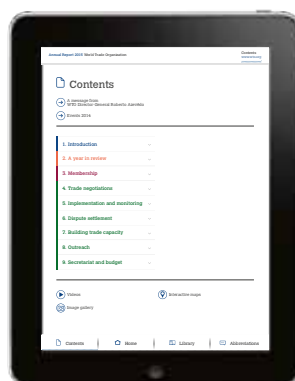 Annual Report 2015 World Trade Organization
Contents
Contents
A message from
WTO Director-General Roberto Azevêdo
Events 2014
1. Introduction
2. A year in review
3. Membership
4. Trade negotiations
5. Implementation and monitoring
6. Dispute settlement
7. Building trade capacity
8. Outreach
9. Secretariat and budget
Videos
Interactive maps
Image gallery
Contents
Home
Library
Abbreviations